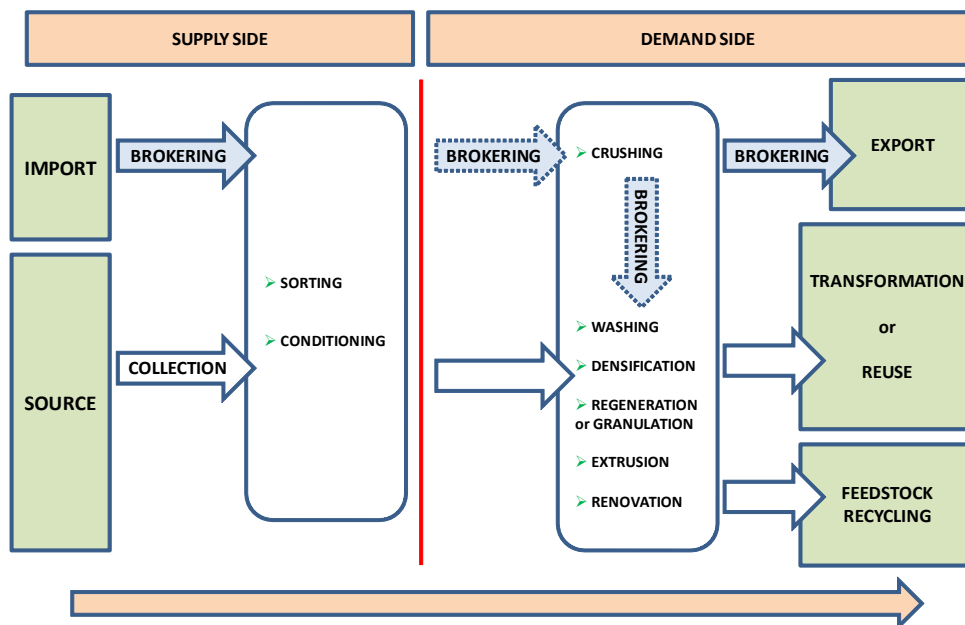 SUPPLY SIDE
DEMAND SIDE
IMPORT
BROKERING
SOURCE
COLLECTION
SORTING
CONDITIONING
BROKERING
CRUSHING
BROKERING
WASHING
DENSIFICATION
REGENERATION
or GRANULATION
EXTRUSION
RENOVATION
BROKERING
EXPORT
TRANSFORMATION
or
REUSE
FEEDSTOCK
RECYCLING